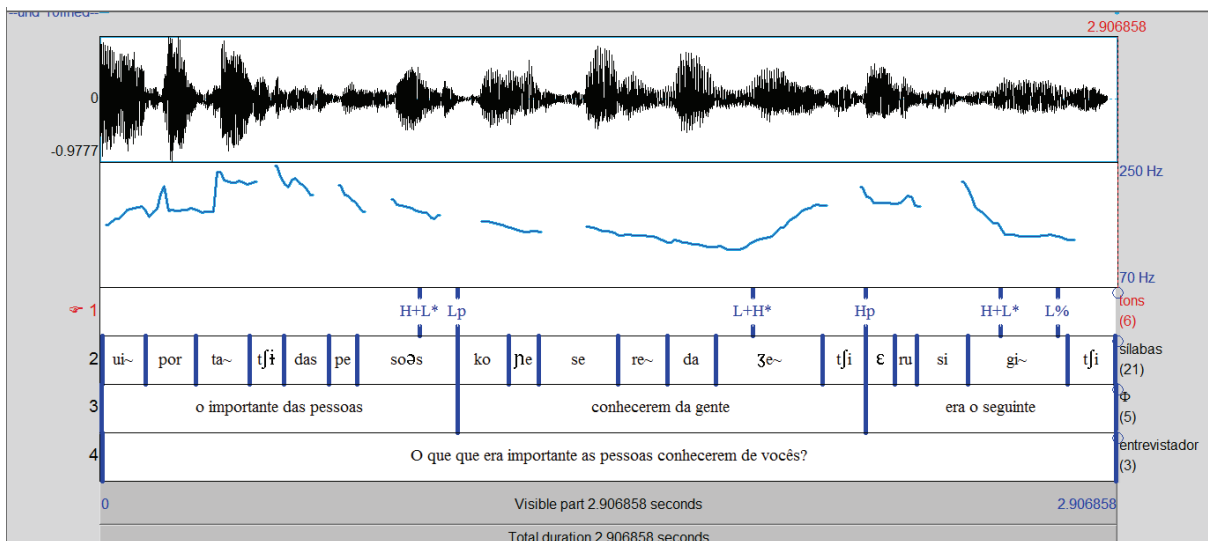 2.906858
0
-0.9777
250 Hz
70 Hz
☞ 1 H+L* Lp L+H* Hp H+L* L% tons (6)
2 ui~ por ta~ tʃɨ das pe soəs ko ɲe se re~ da ʒe~ tʃi ɛ ru si gi~ tʃi sílabas (21)
3 o importante das pessoas conhecerem da gente era o seguinte Φ (5)
4 O que que era importante as pessoas conhecerem de vocês? entrevistador (3)
0 Visible part 2.906858 seconds 2.906858
Total duration 2.906858 seconds